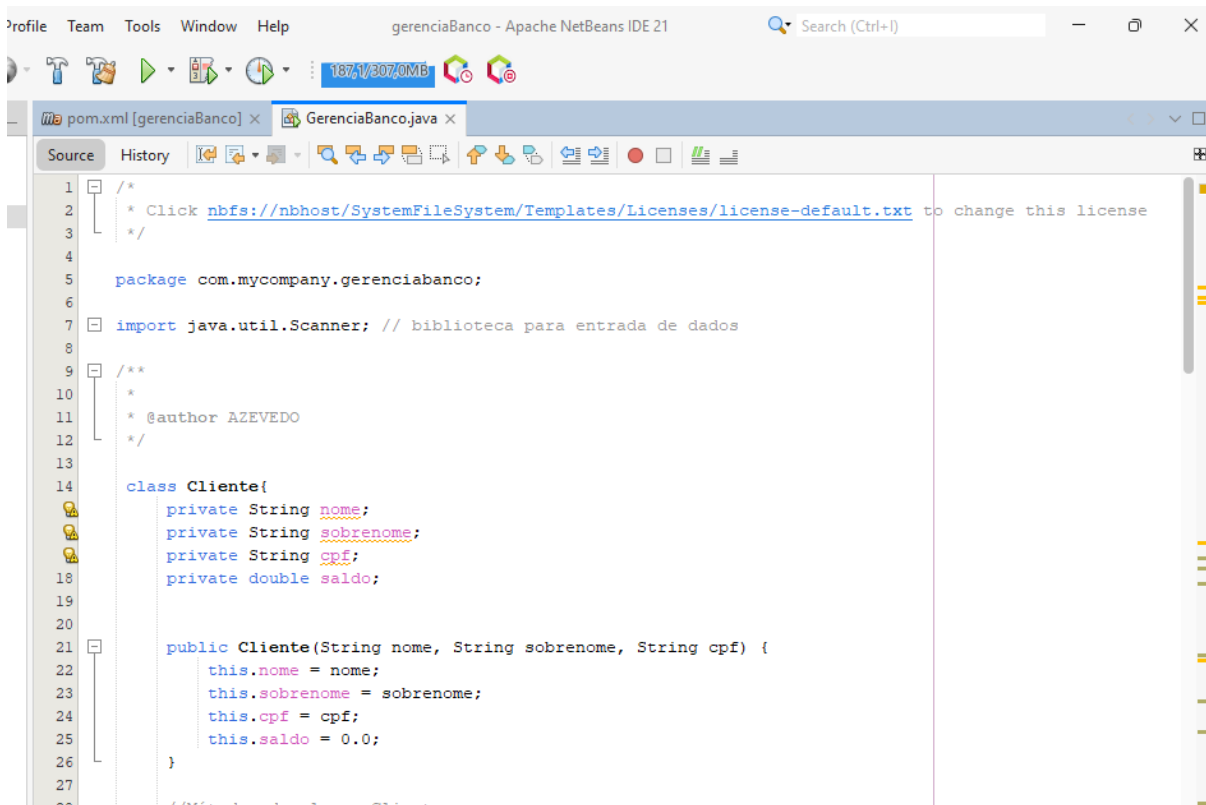 Profile Team Tools Window Help gerenciaBanco - Apache NetBeans IDE 21 Search (Ctrl+I)
187,1/307,0MB
pom.xml [gerenciaBanco] GerenciaBanco.java
Source History
1 /*
2 * Click nbfs://nbhost/SystemFileSystem/Templates/Licenses/license-default.txt to change this license
3 */
4
5 package com.mycompany.gerenciabanco;
6
7 import java.util.Scanner; // biblioteca para entrada de dados
8
9 /**
10 *
11 * @author AZEVEDO
12 */
13
14 class Cliente{
private String nome;
private String sobrenome;
private String cpf;
18 private double saldo;
19
20
21 public Cliente(String nome, String sobrenome, String cpf) {
22 this.nome = nome;
23 this.sobrenome = sobrenome;
24 this.cpf = cpf;
25 this.saldo = 0.0;
26 }
27